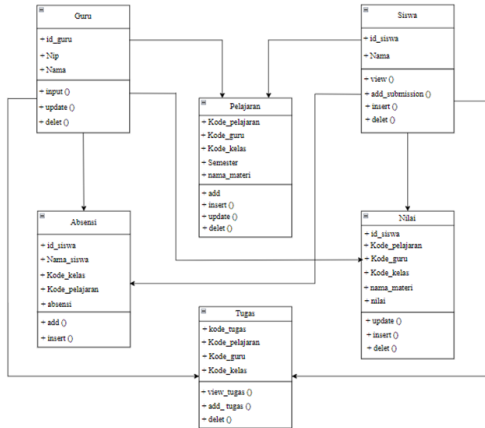 Guru
+ id_guru
+ Nip
+ Nama
+ input ()
+ update ()
+ delet ()
Siswa
+ id_siswa
+ Nama
+ view ()
+ add_submission ()
+ insert ()
+ delet ()
Pelajaran
+ Kode_pelajaran
+ Kode_guru
+ Kode_kelas
+ Semester
+ nama_materi
+ add
+ insert ()
+ update ()
+ delet ()
Absensi
+ id_siswa
+ Nama_siswa
+ Kode_kelas
+ Kode_pelajaran
+ absensi
+ add ()
+ insert ()
Nilai
+ id_siswa
+ Kode_pelajaran
+ Kode_guru
+ Kode_kelas
+ nama_materi
+ nilai
+ update ()
+ insert ()
+ delet ()
Tugas
+ kode_tugas
+ Kode_pelajaran
+ Kode_guru
+ Kode_kelas
+ view_tugas ()
+ add_ tugas ()
+ delet ()